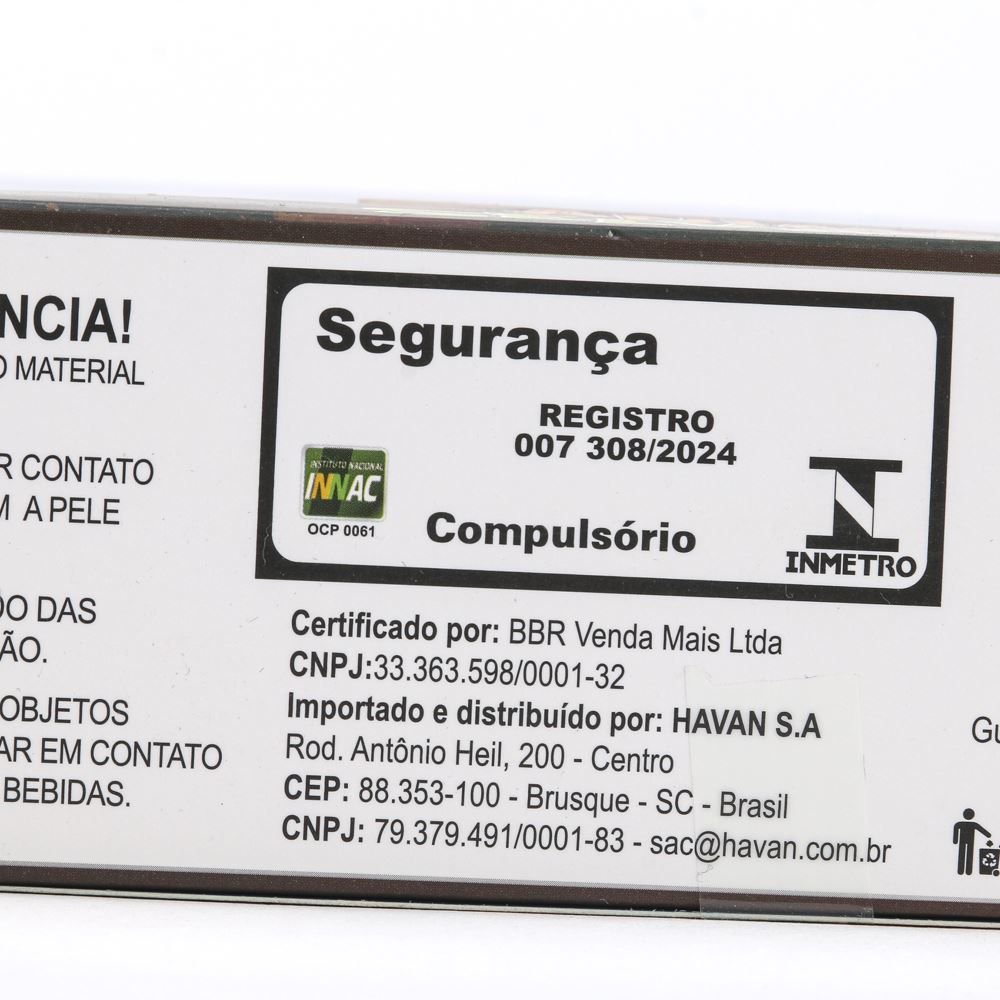 NCIA!
O MATERIAL
R CONTATO
M A PELE
DO DAS
ÃO.
OBJETOS
AR EM CONTATO
BEBIDAS.
Segurança
REGISTRO
007 308/2024
INSTITUTO NACIONAL
INNAC
OCP 0061
Compulsório
INMETRO
Certificado por: BBR Venda Mais Ltda
CNPJ:33.363.598/0001-32
Importado e distribuído por: HAVAN S.A
Rod. Antônio Heil, 200 - Centro
CEP: 88.353-100 - Brusque - SC - Brasil
CNPJ: 79.379.491/0001-83 - sac@havan.com.br
Gu